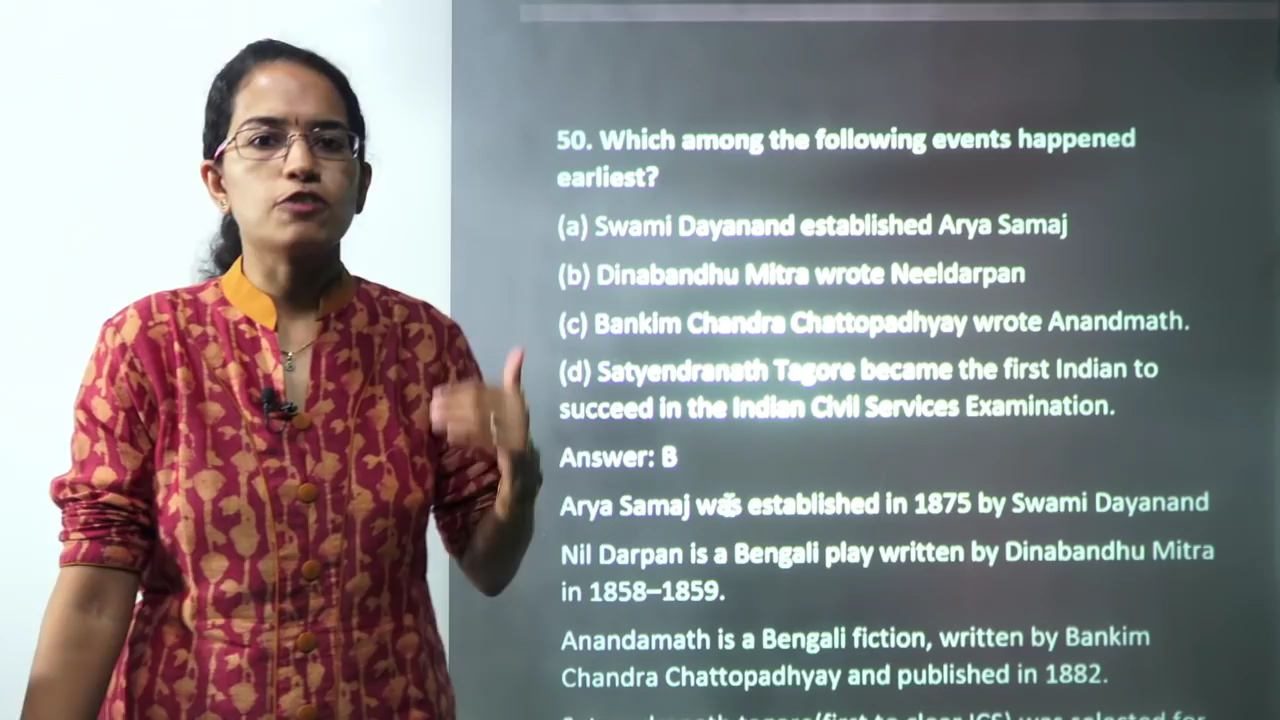 50. Which among the following events happened
earliest?
(a) Swami Dayanand established Arya Samaj
(b) Dinabandhu Mitra wrote Neeldarpan
(c) Bankim Chandra Chattopadhyay wrote Anandmath.
(d) Satyendranath Tagore became the first Indian to
succeed in the Indian Civil Services Examination.
Answer: B
Arya Samaj was established in 1875 by Swami Dayanand
Nil Darpan is a Bengali play written by Dinabandhu Mitra
in 1858–1859.
Anandamath is a Bengali fiction, written by Bankim
Chandra Chattopadhyay and published in 1882.